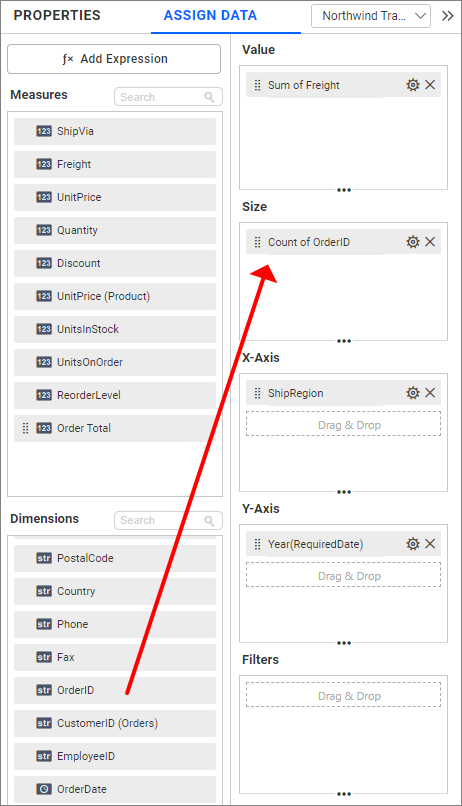 PROPERTIES
ASSIGN DATA
Northwind Tra...
ƒx Add Expression
Measures
Search
123 ShipVia
123 Freight
123 UnitPrice
123 Quantity
123 Discount
123 UnitPrice (Product)
123 UnitsInStock
123 UnitsOnOrder
123 ReorderLevel
123 Order Total
Dimensions
Search
str PostalCode
str Country
str Phone
str Fax
str OrderID
str CustomerID (Orders)
str EmployeeID
OrderDate
Value
Sum of Freight
Size
Count of OrderID
X-Axis
ShipRegion
Drag & Drop
Y-Axis
Year(RequiredDate)
Drag & Drop
Filters
Drag & Drop